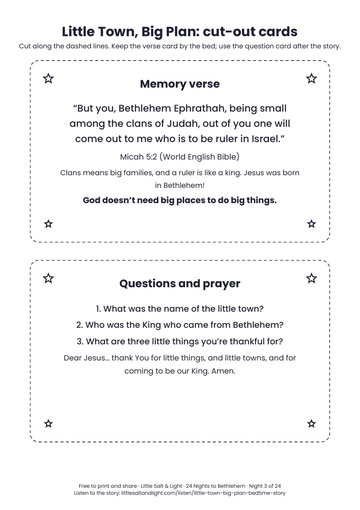 Little Town, Big Plan: cut-out cards
Cut along the dashed lines. Keep the verse card by the bed; use the question card after the story.
Memory verse
“But you, Bethlehem Ephrathah, being small
among the clans of Judah, out of you one will
come out to me who is to be ruler in Israel.”
Micah 5:2 (World English Bible)
Clans means big families, and a ruler is like a king. Jesus was born
in Bethlehem!
God doesn’t need big places to do big things.
Questions and prayer
1. What was the name of the little town?
2. Who was the King who came from Bethlehem?
3. What are three little things you’re thankful for?
Dear Jesus… thank You for little things, and little towns, and for
coming to be our King. Amen.
Free to print and share · Little Salt & Light · 24 Nights to Bethlehem · Night 3 of 24
Listen to the story: littlesaltandlight.com/listen/little-town-big-plan-bedtime-story